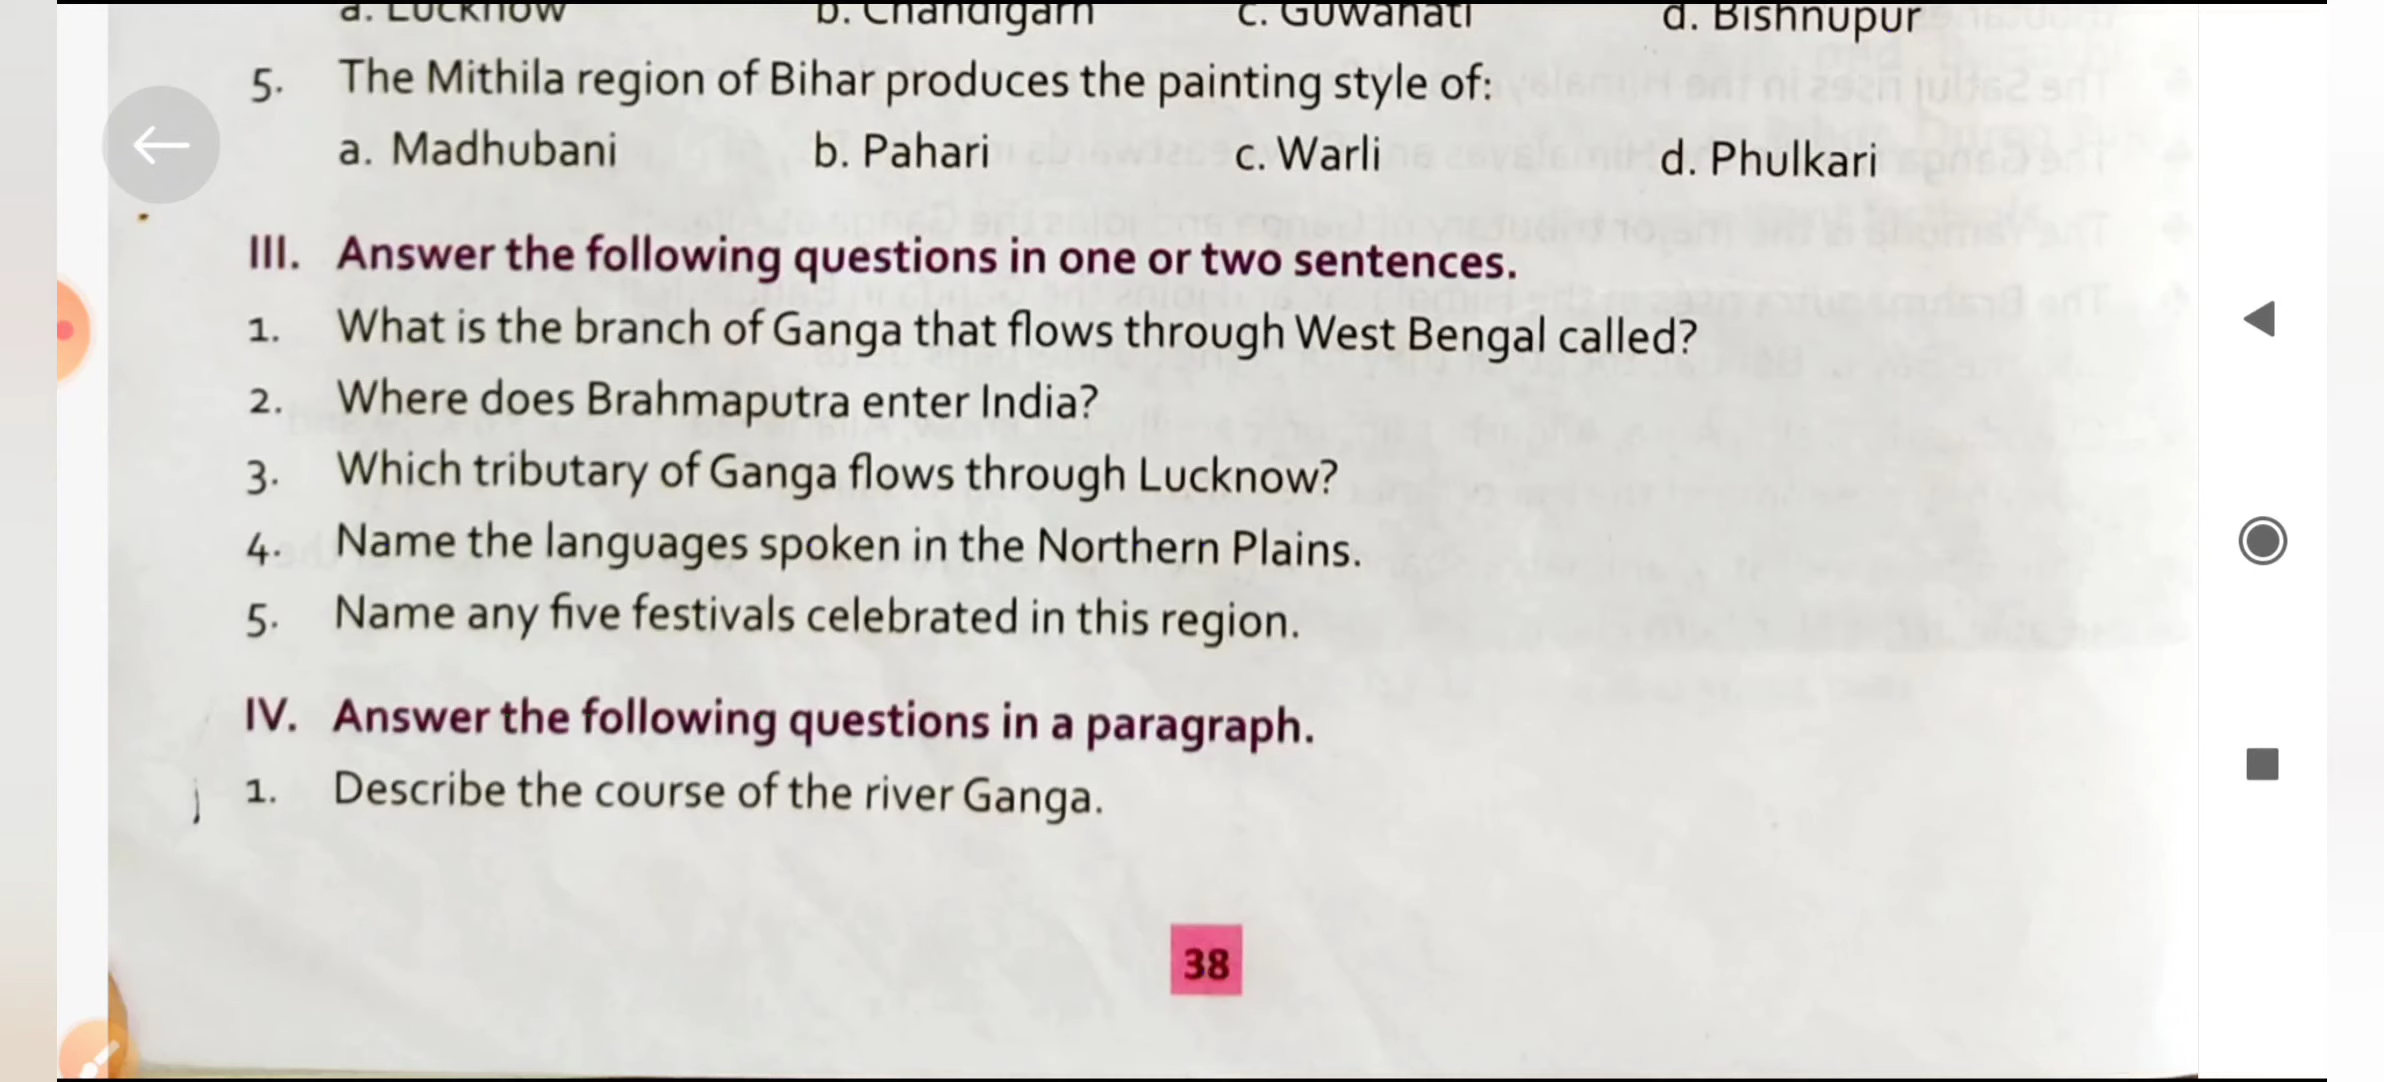 a. Lucknow b. Chandigarh c. Guwahati d. Bishnupur
5. The Mithila region of Bihar produces the painting style of:
a. Madhubani b. Pahari c. Warli d. Phulkari
III. Answer the following questions in one or two sentences.
1. What is the branch of Ganga that flows through West Bengal called?
2. Where does Brahmaputra enter India?
3. Which tributary of Ganga flows through Lucknow?
4. Name the languages spoken in the Northern Plains.
5. Name any five festivals celebrated in this region.
IV. Answer the following questions in a paragraph.
1. Describe the course of the river Ganga.
38